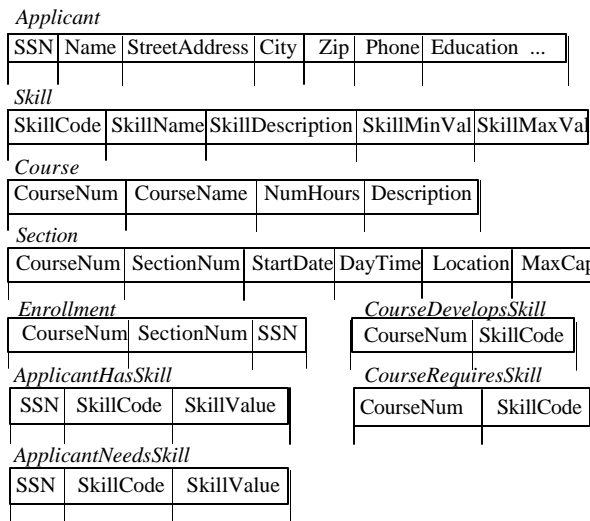 Applicant
SSN Name StreetAddress City Zip Phone Education ...
Skill
SkillCode SkillName SkillDescription SkillMinVal SkillMaxVal
Course
CourseNum CourseName NumHours Description
Section
CourseNum SectionNum StartDate DayTime Location MaxCap
Enrollment CourseDevelopsSkill
CourseNum SectionNum SSN CourseNum SkillCode
ApplicantHasSkill CourseRequiresSkill
SSN SkillCode SkillValue CourseNum SkillCode
ApplicantNeedsSkill
SSN SkillCode SkillValue